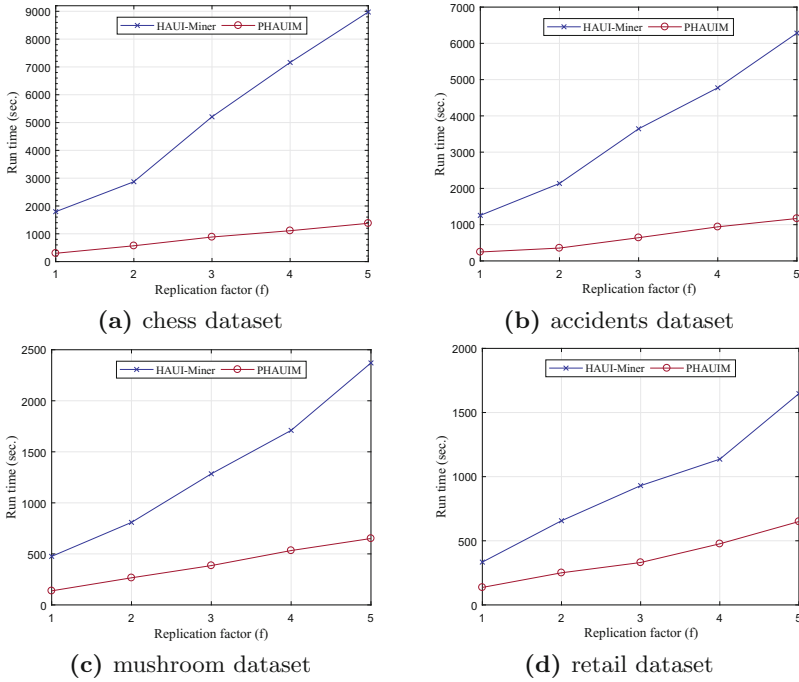 HAUI-Miner PHAUIM
9000
8000
7000
6000
5000
4000
3000
2000
1000
0
Run time (sec.)
1 2 3 4 5
Replication factor (f)
(a) chess dataset
HAUI-Miner PHAUIM
7000
6000
5000
4000
3000
2000
1000
0
Run time (sec.)
1 2 3 4 5
Replication factor (f)
(b) accidents dataset
HAUI-Miner PHAUIM
2500
2000
1500
1000
500
0
Run time (sec.)
1 2 3 4 5
Replication factor (f)
(c) mushroom dataset
HAUI-Miner PHAUIM
2000
1500
1000
500
0
Run time (sec.)
1 2 3 4 5
Replication factor (f)
(d) retail dataset